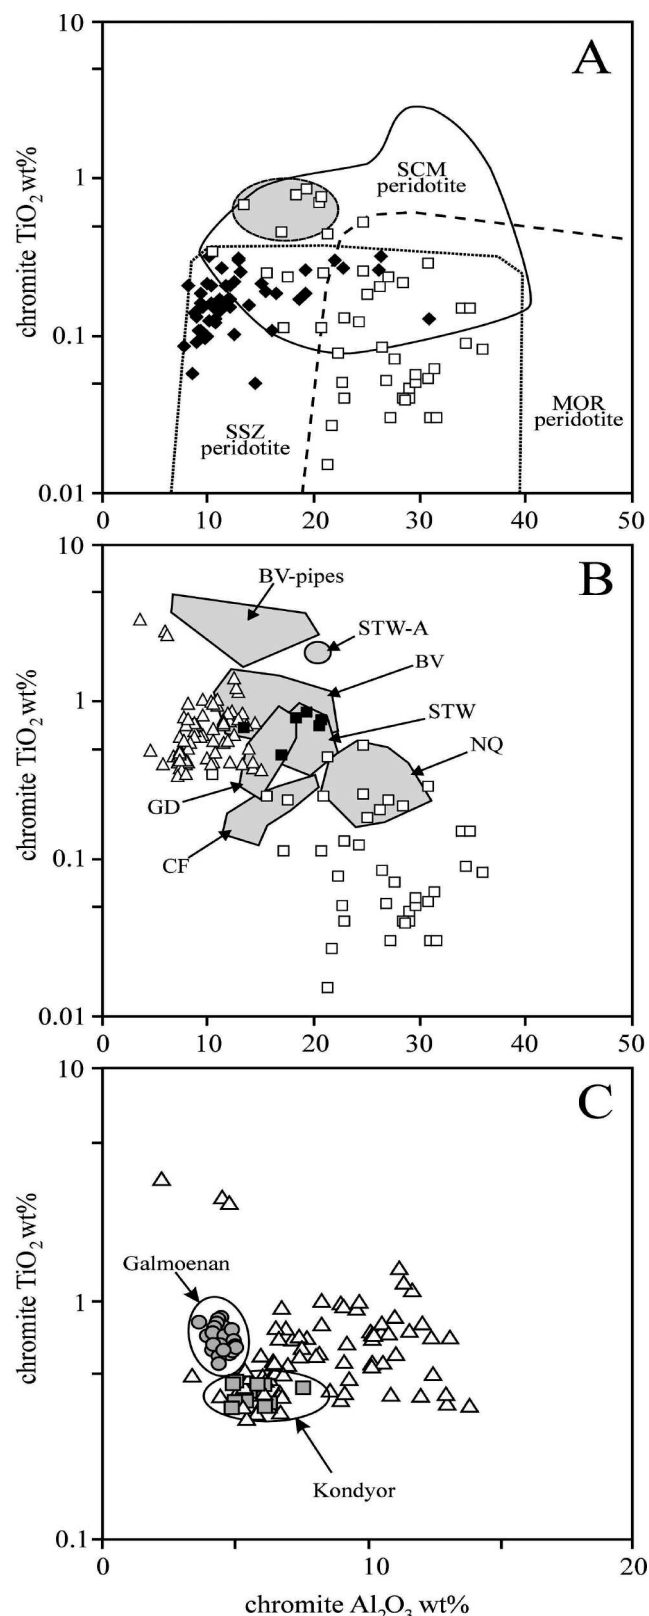 10
A
1
SCM
peridotite
chromite TiO₂ wt%
0.1
SSZ
peridotite
MOR
peridotite
0.01
0 10 20 30 40 50
10
B
BV-pipes
STW-A
BV
STW
NQ
1
chromite TiO₂ wt%
GD
CF
0.1
0.01
0 10 20 30 40 50
10
C
Galmoenan
1
chromite TiO₂ wt%
Kondyor
0.1
0 10 20
chromite Al₂O₃ wt%